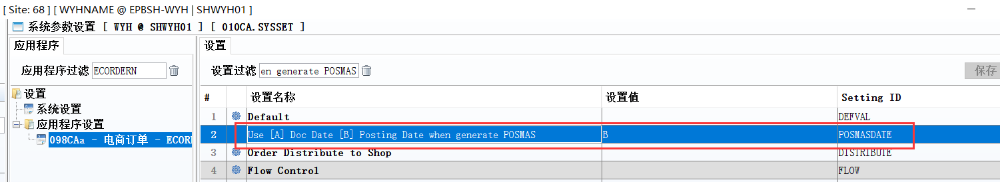 [ Site: 68 ] [ WYHNAME @ EPBSH-WYH | SHWYH01 ]
系统参数设置 [ WYH @ SHWYH01 ] [ 010CA.SYSSET ]
应用程序
应用程序过滤 ECORDERN
设置
系统设置
应用程序设置
098CAa - 电商订单 - ECORD
设置
设置过滤 en generate POSMAS
保存
# 设置名称 设置值 Setting ID
1 Default DEFVAL
2 Use [A] Doc Date [B] Posting Date when generate POSMAS B POSMASDATE
3 Order Distribute to Shop DISTRIBUTE
4 Flow Control FLOW